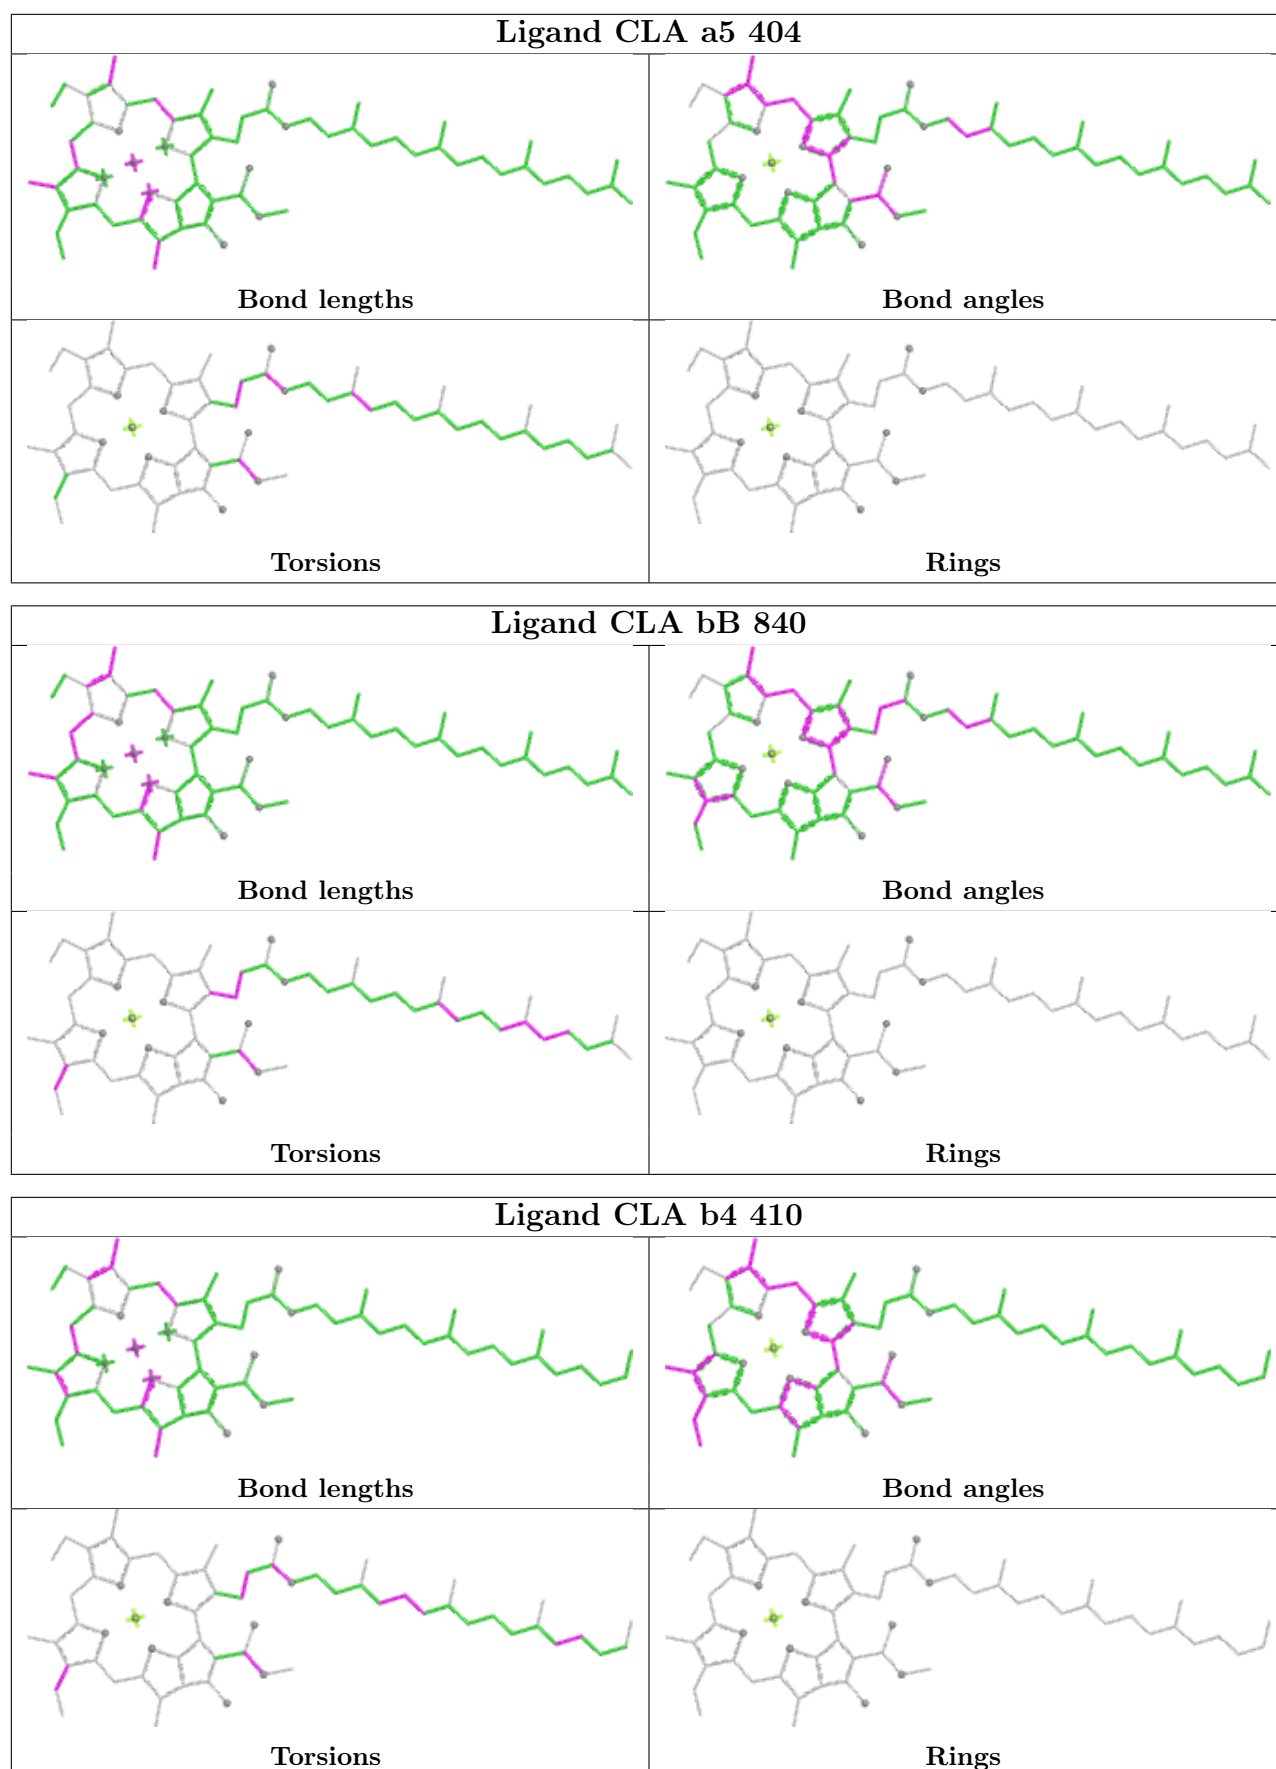 Ligand CLA a5 404
Bond lengths
Bond angles
Torsions
Rings
Ligand CLA bB 840
Bond lengths
Bond angles
Torsions
Rings
Ligand CLA b4 410
Bond lengths
Bond angles
Torsions
Rings